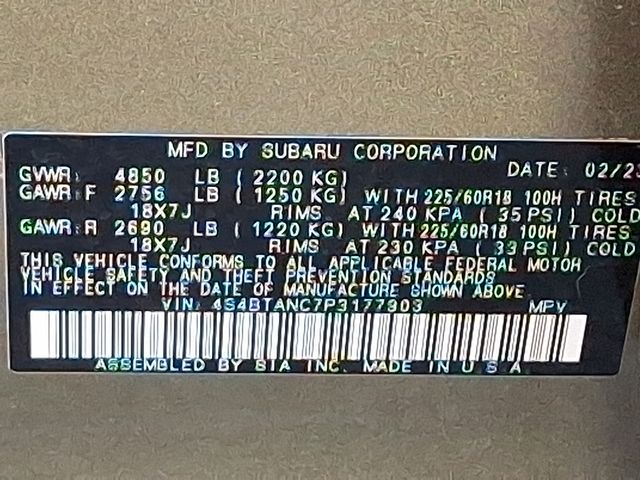 MFD BY SUBARU CORPORATION DATE: 02/23
GVWR: 4850 LB ( 2200 KG)
GAWR: F 2756 LB ( 1250 KG) WITH 225/60R18 100H TIRES
18X7J RIMS AT 240 KPA ( 35 PSI) COLD
GAWR: R 2690 LB ( 1220 KG) WITH 225/60R18 100H TIRES
18X7J RIMS AT 230 KPA ( 33 PSI) COLD
THIS VEHICLE CONFORMS TO ALL APPLICABLE FEDERAL MOTOR
VEHICLE SAFETY AND THEFT PREVENTION STANDARDS
IN EFFECT ON THE DATE OF MANUFACTURE SHOWN ABOVE
VIN: 4S4BTANC7P3177903 MPV
ASSEMBLED BY SIA INC. MADE IN U S A